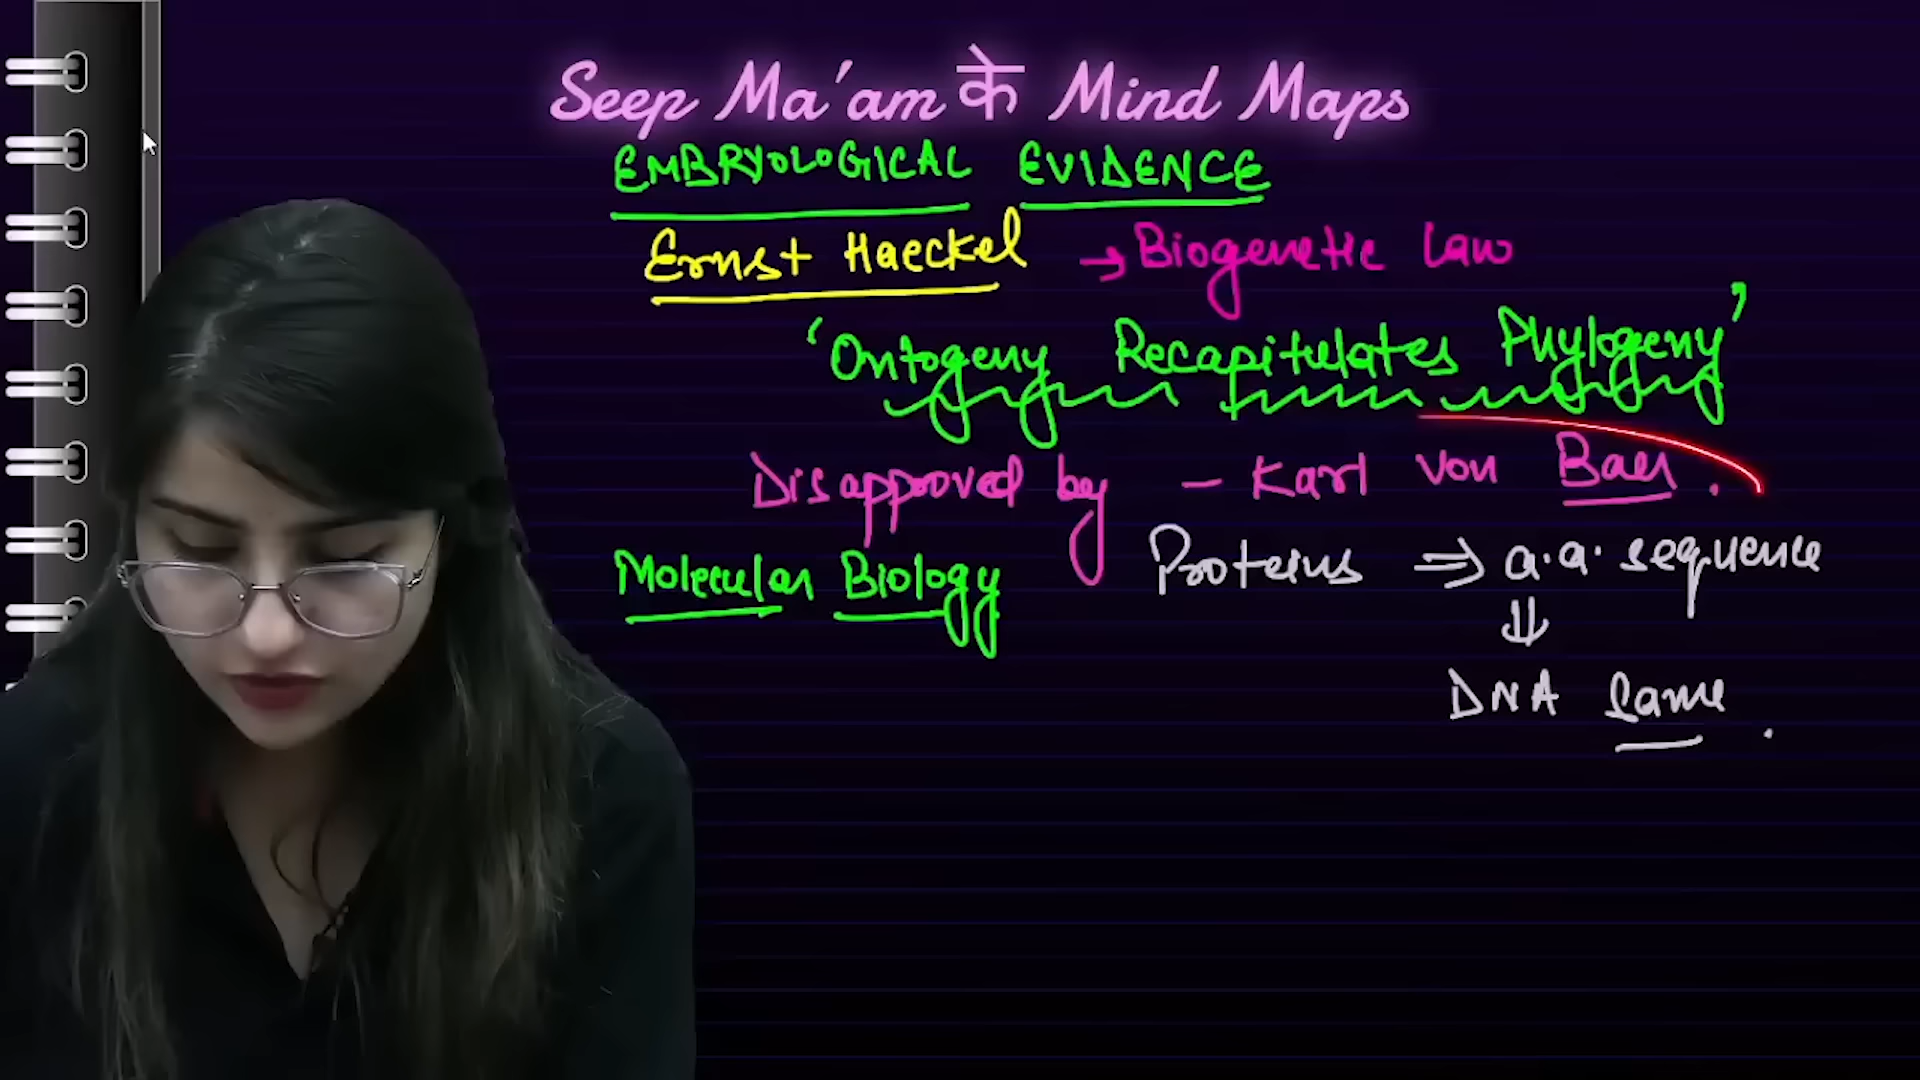 Seep Ma'am के Mind Maps
EMBRYOLOGICAL EVIDENCE
Ernst Haeckel → Biogenetic Law
'Ontogeny Recapitulates Phylogeny'
Disapproved by - Karl Von Baer.
Molecular Biology Proteins ⇒ a.a. sequence
⇓
DNA Same.